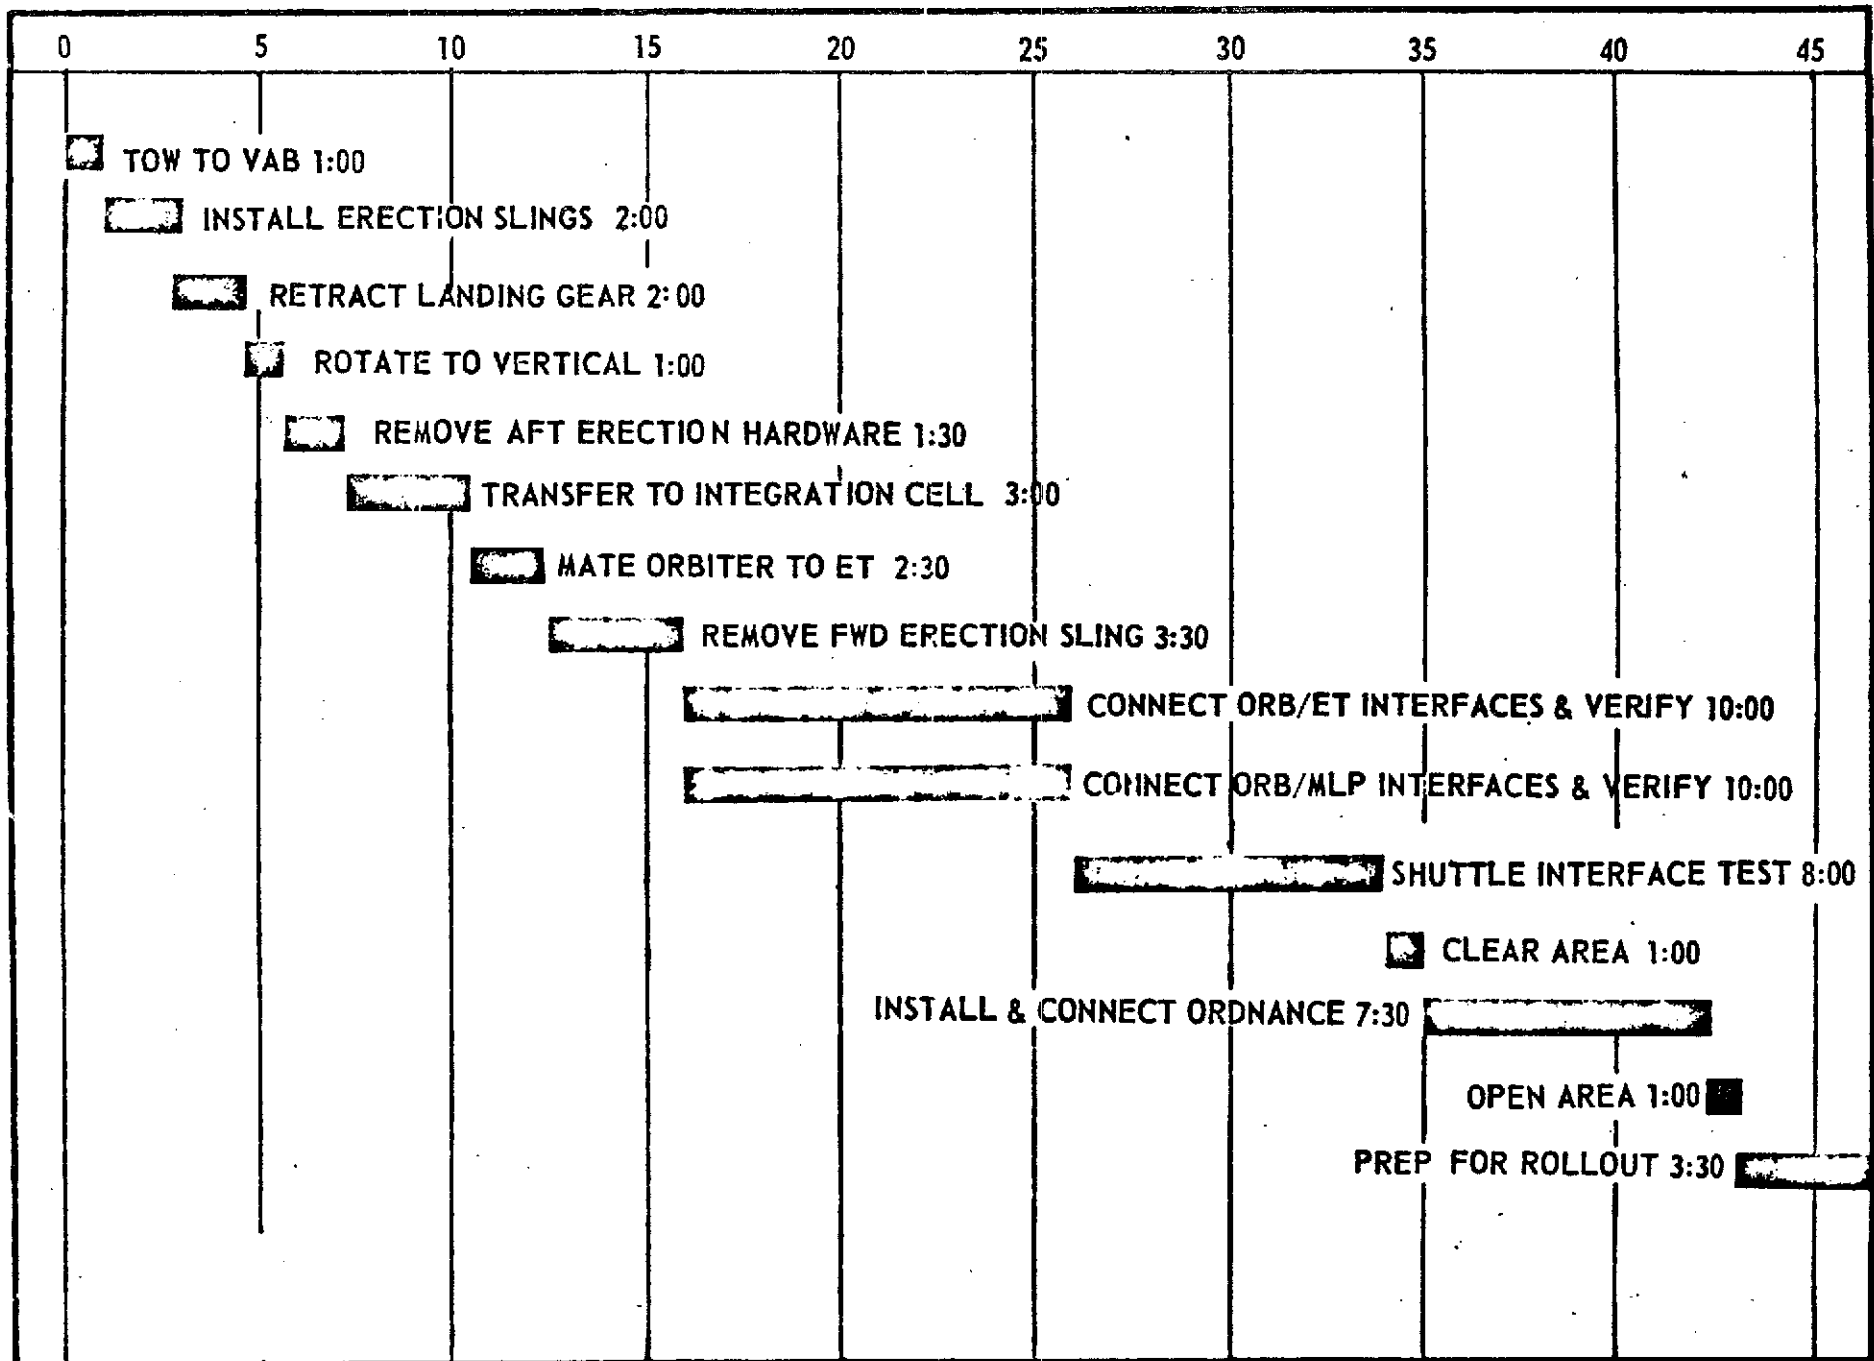 0 5 10 15 20 25 30 35 40 45
TOW TO VAB 1:00
INSTALL ERECTION SLINGS 2:00
RETRACT LANDING GEAR 2:00
ROTATE TO VERTICAL 1:00
REMOVE AFT ERECTION HARDWARE 1:30
TRANSFER TO INTEGRATION CELL 3:00
MATE ORBITER TO ET 2:30
REMOVE FWD ERECTION SLING 3:30
CONNECT ORB/ET INTERFACES & VERIFY 10:00
CONNECT ORB/MLP INTERFACES & VERIFY 10:00
SHUTTLE INTERFACE TEST 8:00
CLEAR AREA 1:00
INSTALL & CONNECT ORDNANCE 7:30
OPEN AREA 1:00
PREP FOR ROLLOUT 3:30